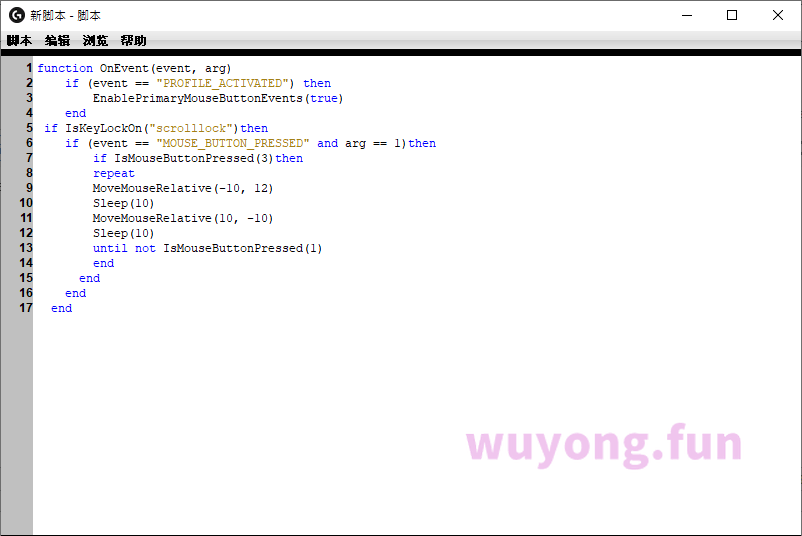 新脚本 - 脚本
脚本 编辑 浏览 帮助
1 function OnEvent(event, arg)
2 if (event == "PROFILE_ACTIVATED") then
3 EnablePrimaryMouseButtonEvents(true)
4 end
5 if IsKeyLockOn("scrolllock")then
6 if (event == "MOUSE_BUTTON_PRESSED" and arg == 1)then
7 if IsMouseButtonPressed(3)then
8 repeat
9 MoveMouseRelative(-10, 12)
10 Sleep(10)
11 MoveMouseRelative(10, -10)
12 Sleep(10)
13 until not IsMouseButtonPressed(1)
14 end
15 end
16 end
17 end
wuyong.fun